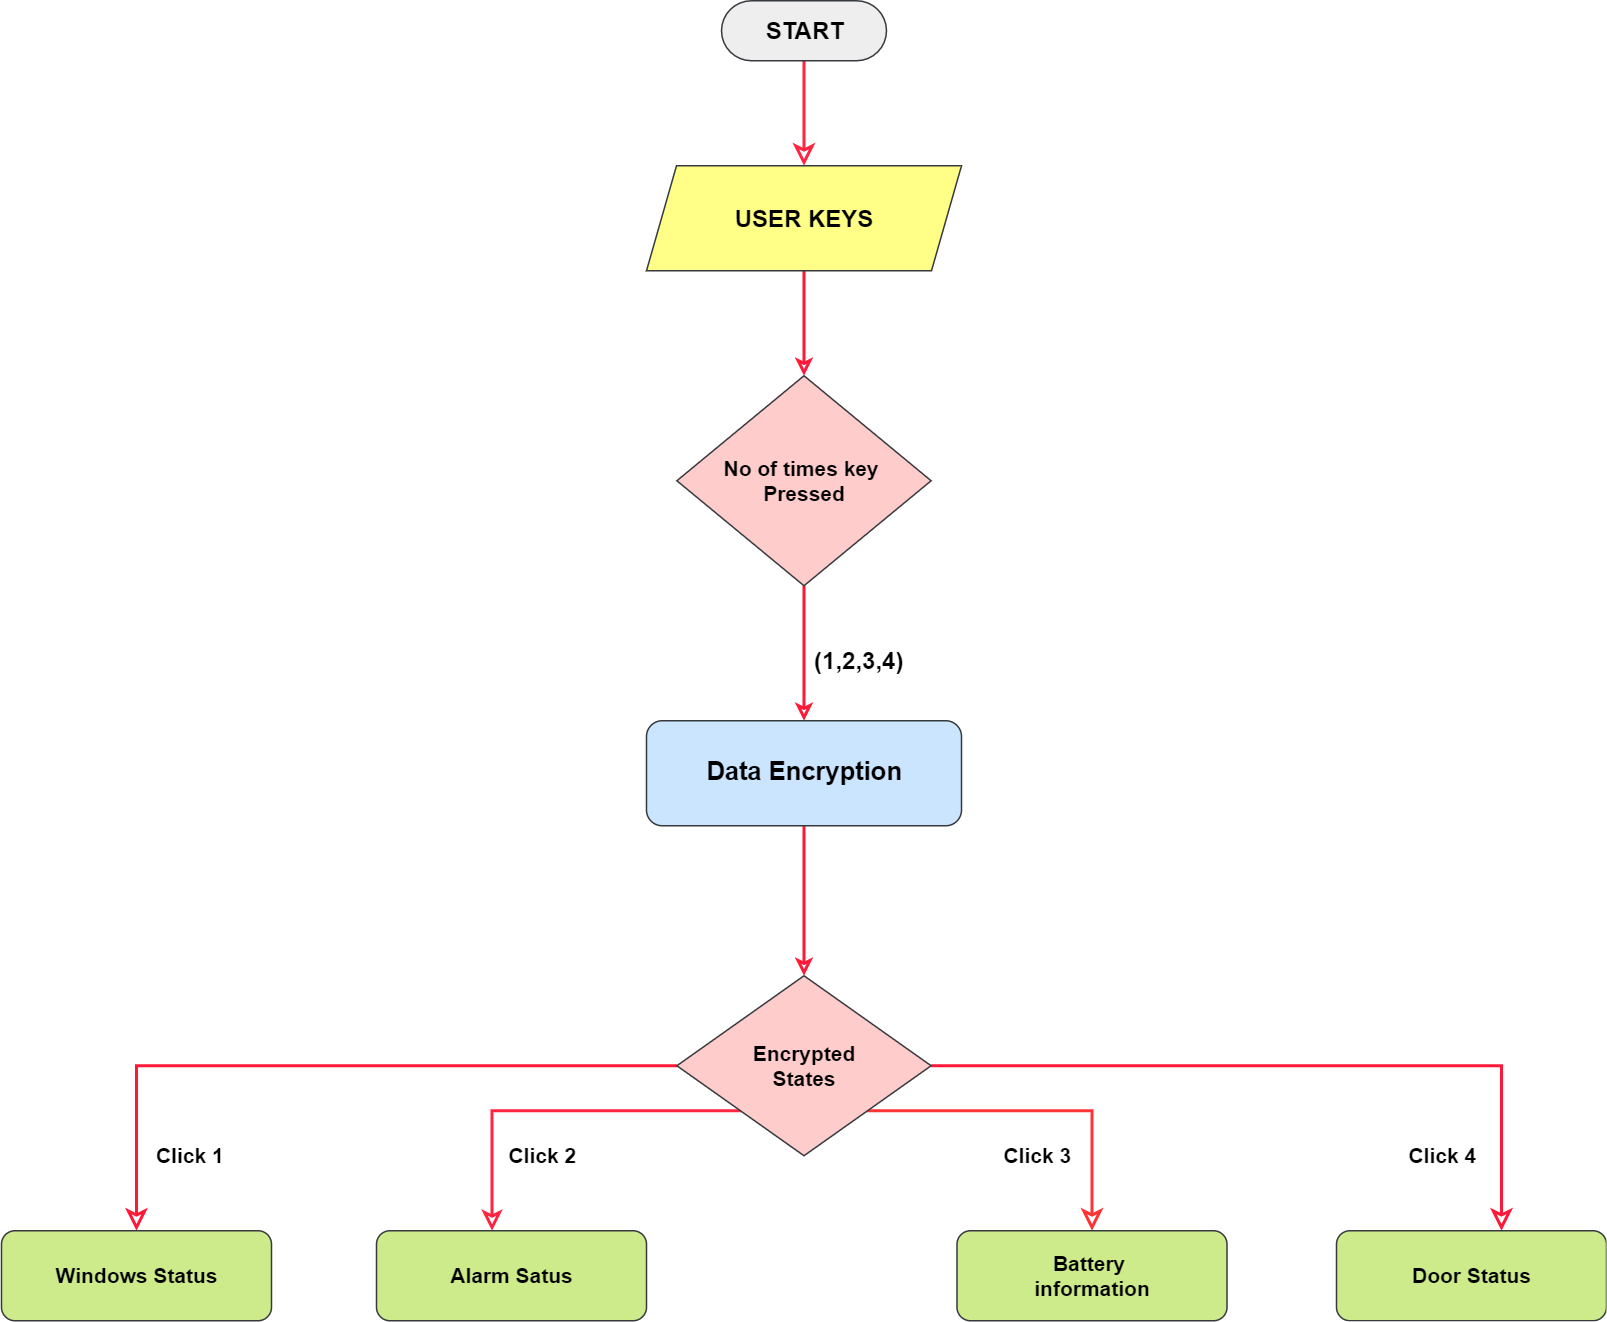 START
USER KEYS
No of times key
Pressed
(1,2,3,4)
Data Encryption
Encrypted
States
Click 1
Click 2
Click 3
Click 4
Windows Status
Alarm Satus
Battery
information
Door Status